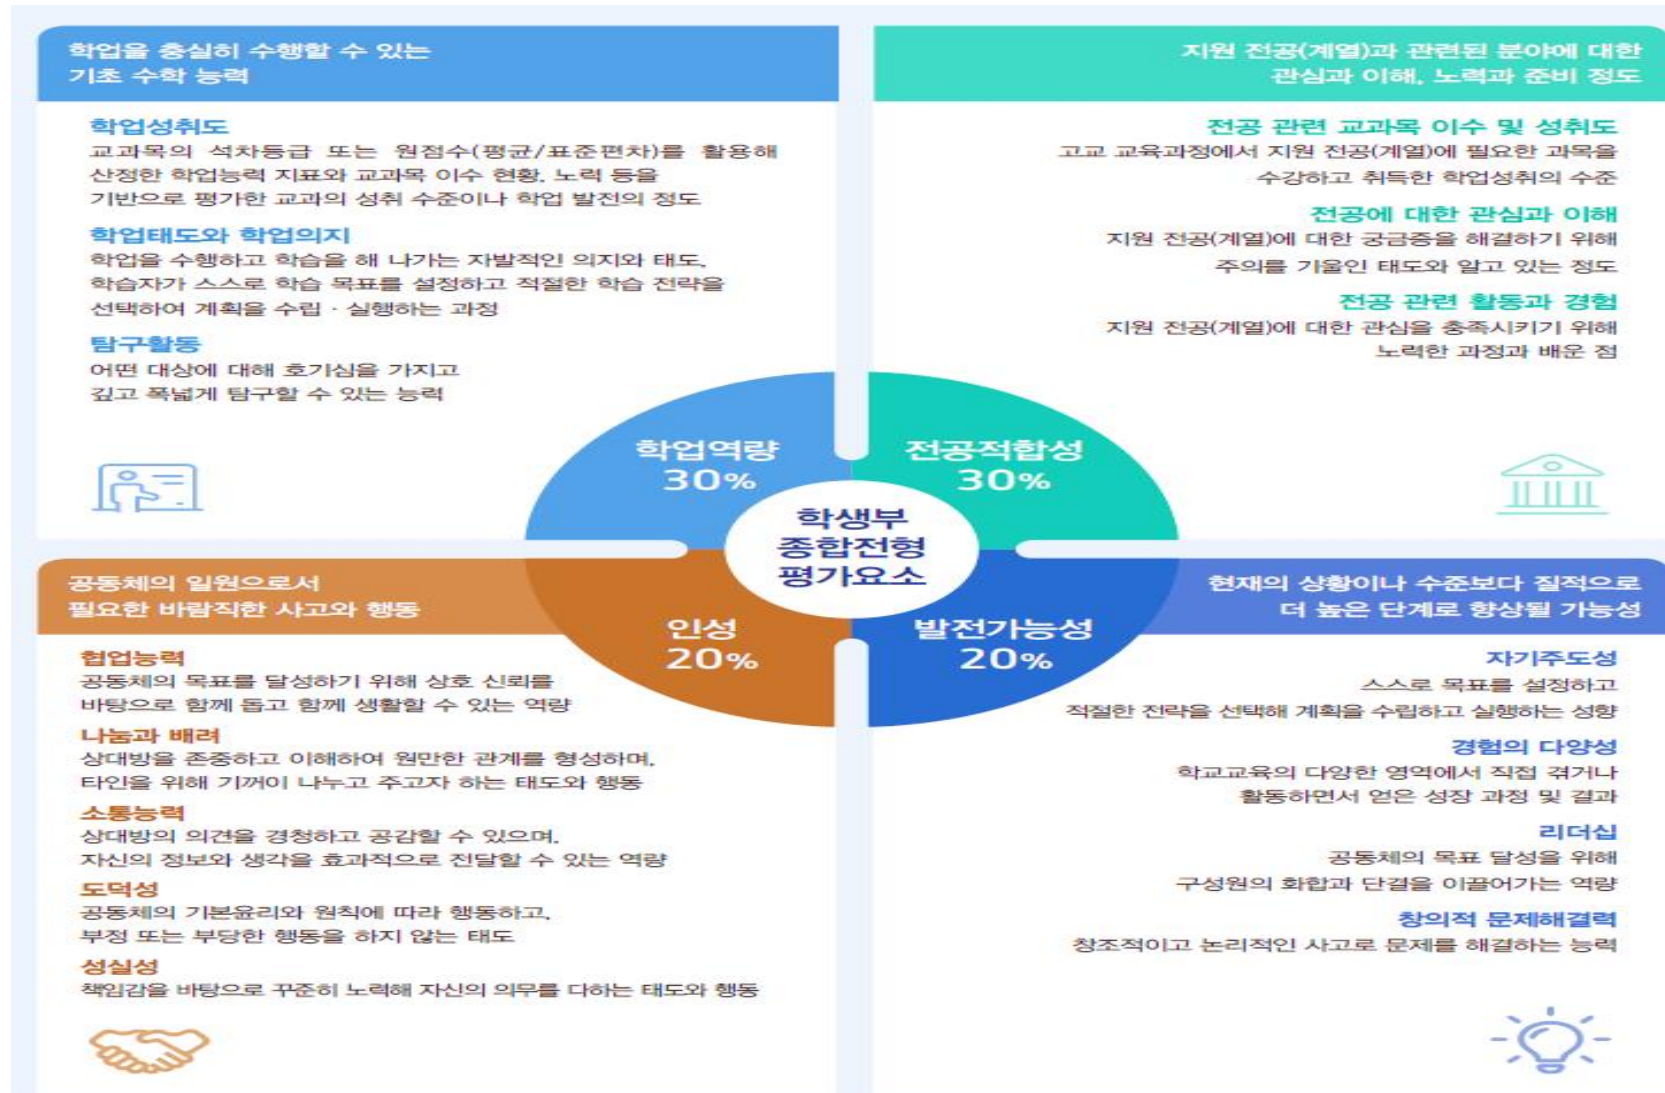 학업을 충실히 수행할 수 있는
기초 수학 능력
학업성취도
교과목의 석차등급 또는 원점수(평균/표준편차)를 활용해
산정한 학업능력 지표와 교과목 이수 현황, 노력 등을
기반으로 평가한 교과의 성취 수준이나 학업 발전의 정도
학업태도와 학업의지
학업을 수행하고 학습을 해 나가는 자발적인 의지와 태도,
학습자가 스스로 학습 목표를 설정하고 적절한 학습 전략을
선택하여 계획을 수립 · 실행하는 과정
탐구활동
어떤 대상에 대해 호기심을 가지고
깊고 폭넓게 탐구할 수 있는 능력
지원 전공(계열)과 관련된 분야에 대한
관심과 이해, 노력과 준비 정도
전공 관련 교과목 이수 및 성취도
고교 교육과정에서 지원 전공(계열)에 필요한 과목을
수강하고 취득한 학업성취의 수준
전공에 대한 관심과 이해
지원 전공(계열)에 대한 궁금증을 해결하기 위해
주의를 기울인 태도와 알고 있는 정도
전공 관련 활동과 경험
지원 전공(계열)에 대한 관심을 충족시키기 위해
노력한 과정과 배운 점
학업역량
30%
전공적합성
30%
학생부
종합전형
평가요소
인성
20%
발전가능성
20%
공동체의 일원으로서
필요한 바람직한 사고와 행동
협업능력
공동체의 목표를 달성하기 위해 상호 신뢰를
바탕으로 함께 돕고 함께 생활할 수 있는 역량
나눔과 배려
상대방을 존중하고 이해하여 원만한 관계를 형성하며,
타인을 위해 기꺼이 나누고 주고자 하는 태도와 행동
소통능력
상대방의 의견을 경청하고 공감할 수 있으며,
자신의 정보와 생각을 효과적으로 전달할 수 있는 역량
도덕성
공동체의 기본윤리와 원칙에 따라 행동하고,
부정 또는 부당한 행동을 하지 않는 태도
성실성
책임감을 바탕으로 꾸준히 노력해 자신의 의무를 다하는 태도와 행동
현재의 상황이나 수준보다 질적으로
더 높은 단계로 향상될 가능성
자기주도성
스스로 목표를 설정하고
적절한 전략을 선택해 계획을 수립하고 실행하는 성향
경험의 다양성
학교교육의 다양한 영역에서 직접 겪거나
활동하면서 얻은 성장 과정 및 결과
리더십
공동체의 목표 달성을 위해
구성원의 화합과 단결을 이끌어가는 역량
창의적 문제해결력
창조적이고 논리적인 사고로 문제를 해결하는 능력